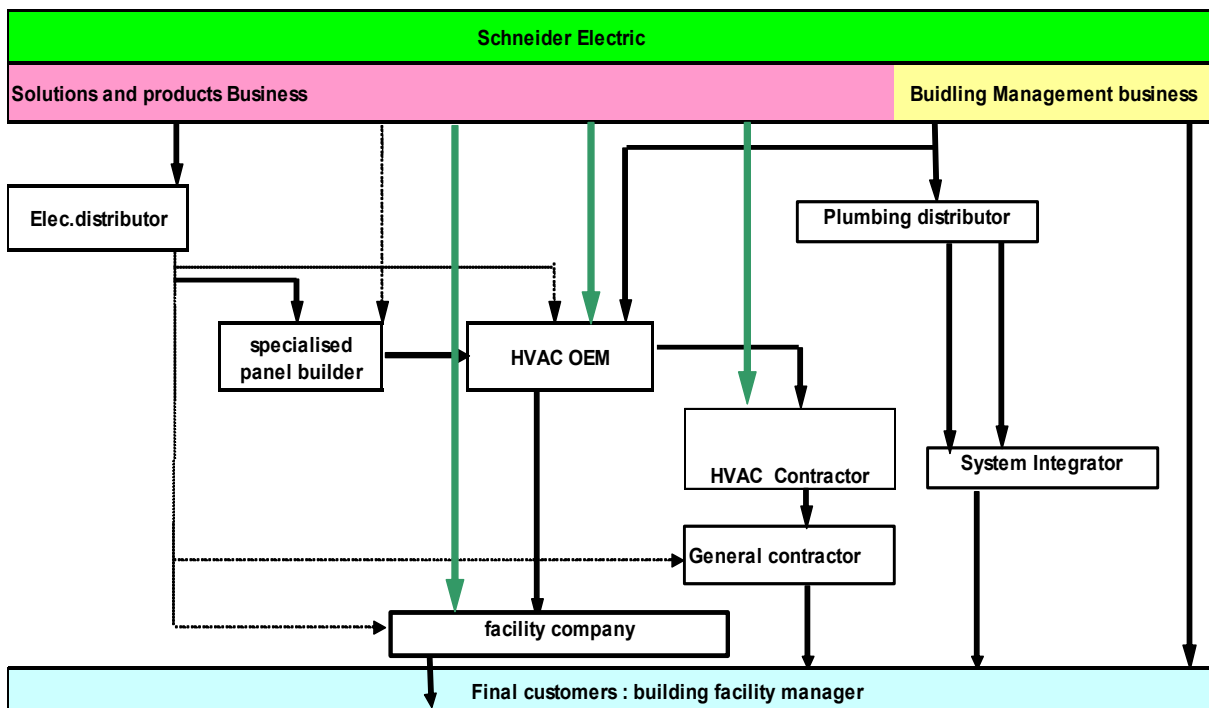 Schneider Electric
Solutions and products Business
Buidling Management business
Elec.distributor
Plumbing distributor
specialised
panel builder
HVAC OEM
HVAC  Contractor
System Integrator
General contractor
facility company
Final customers : building facility manager